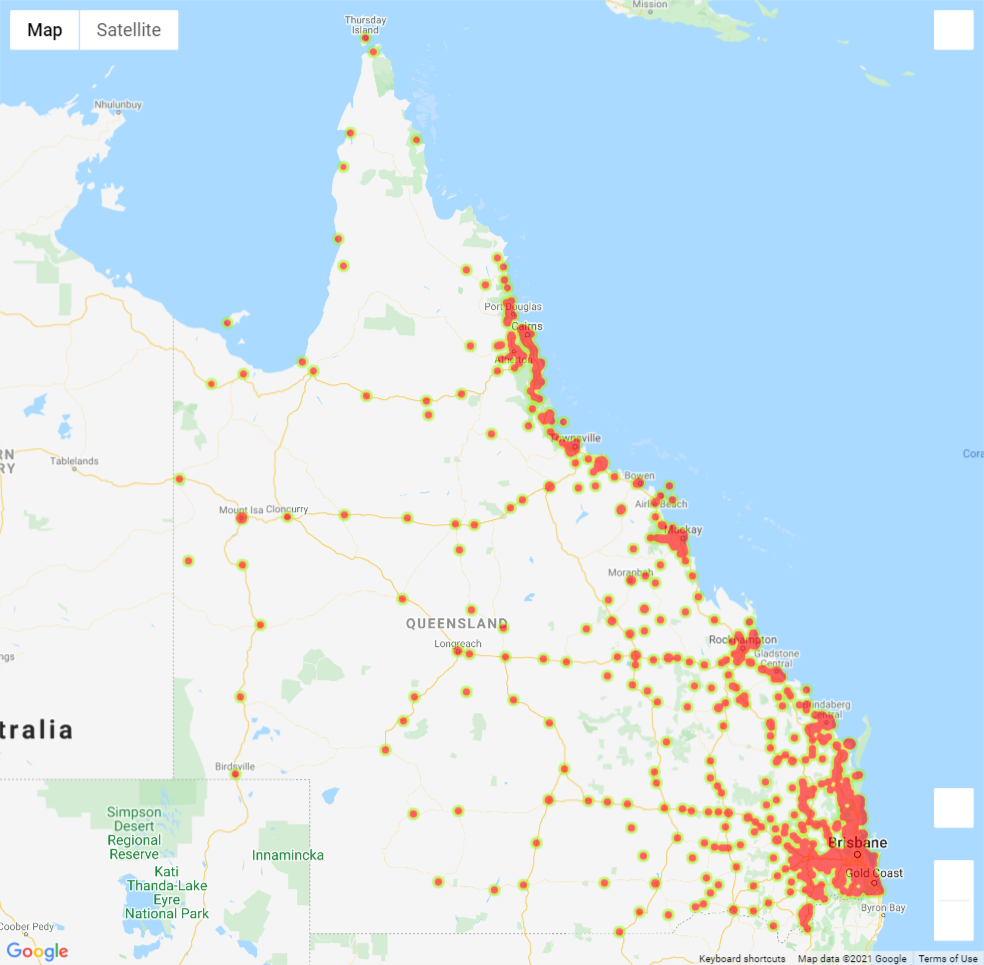 Map
Satellite
Thursday
Island
Mission
Nhulunbuy
Port Douglas
Cairns
Atherton
Townsville
Bowen
Airlie Beach
Cora
RN
RY
Tablelands
Mount Isa
Cloncurry
Mackay
Moranbah
QUEENSLAND
Longreach
Rockhampton
Gladstone
Central
ngs
tralia
Bundaberg
Central
Birdsville
Simpson
Desert
Regional
Reserve
Innamincka
Kati
Thanda-Lake
Eyre
National Park
Brisbane
Gold Coast
Byron Bay
Coober Pedy
Google
Keyboard shortcuts
Map data ©2021 Google
Terms of Use